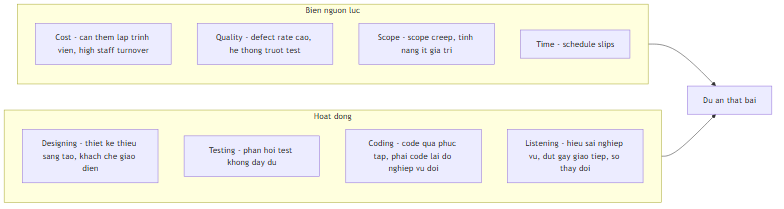 Bien nguon luc
Cost - can them lap trinh
vien, high staff turnover
Quality - defect rate cao,
he thong truot test
Scope - scope creep, tinh
nang it gia tri
Time - schedule slips
Du an that bai
Hoat dong
Designing - thiet ke thieu
sang tao, khach che giao
dien
Testing - phan hoi test
khong day du
Coding - code qua phuc
tap, phai code lai do
nghiep vu doi
Listening - hieu sai nghiep
vu, dut gay giao tiep, so
thay doi